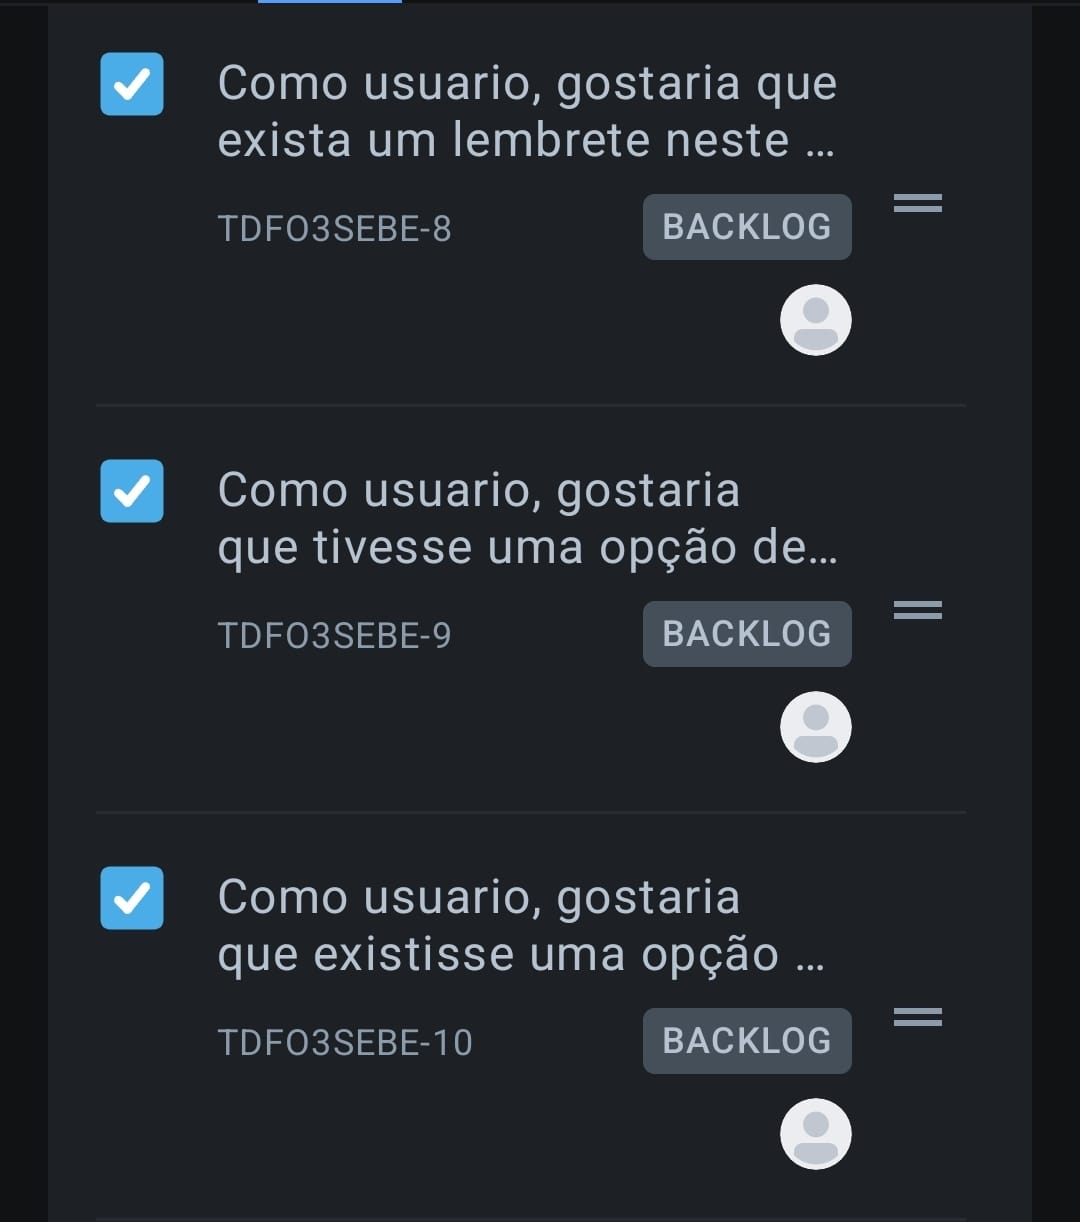 Como usuario, gostaria que
exista um lembrete neste ...
TDFO3SEBE-8
BACKLOG
Como usuario, gostaria
que tivesse uma opção de...
TDFO3SEBE-9
BACKLOG
Como usuario, gostaria
que existisse uma opção ...
TDFO3SEBE-10
BACKLOG